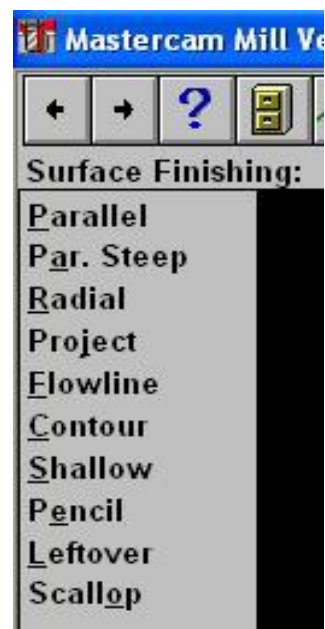 Mastercam Mill Ve
?
Surface Finishing:
Parallel
Par. Steep
Radial
Project
Flowline
Contour
Shallow
Pencil
Leftover
Scallop